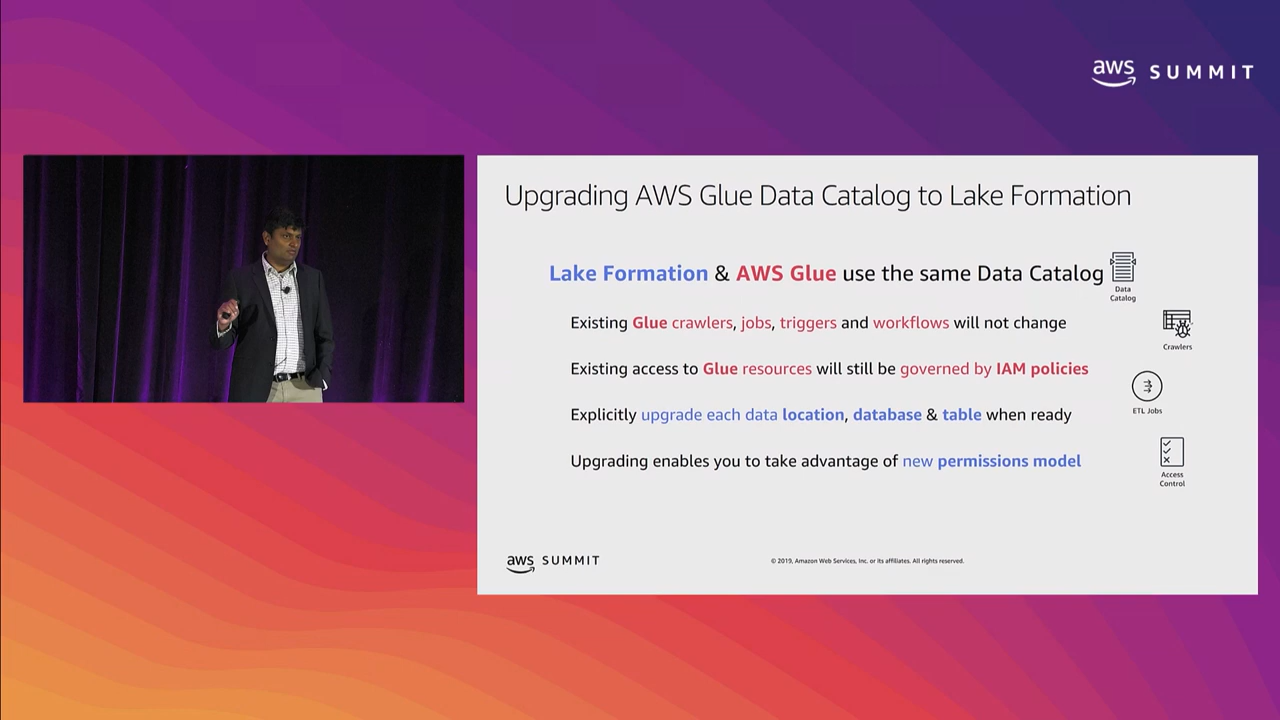 aws SUMMIT
Upgrading AWS Glue Data Catalog to Lake Formation
Lake Formation & AWS Glue use the same Data Catalog
Data
Catalog
Existing Glue crawlers, jobs, triggers and workflows will not change
Crawlers
Existing access to Glue resources will still be governed by IAM policies
Explicitly upgrade each data location, database & table when ready
ETL Jobs
Upgrading enables you to take advantage of new permissions model
Access
Control
aws SUMMIT
© 2019, Amazon Web Services, Inc. or its affiliates. All rights reserved.